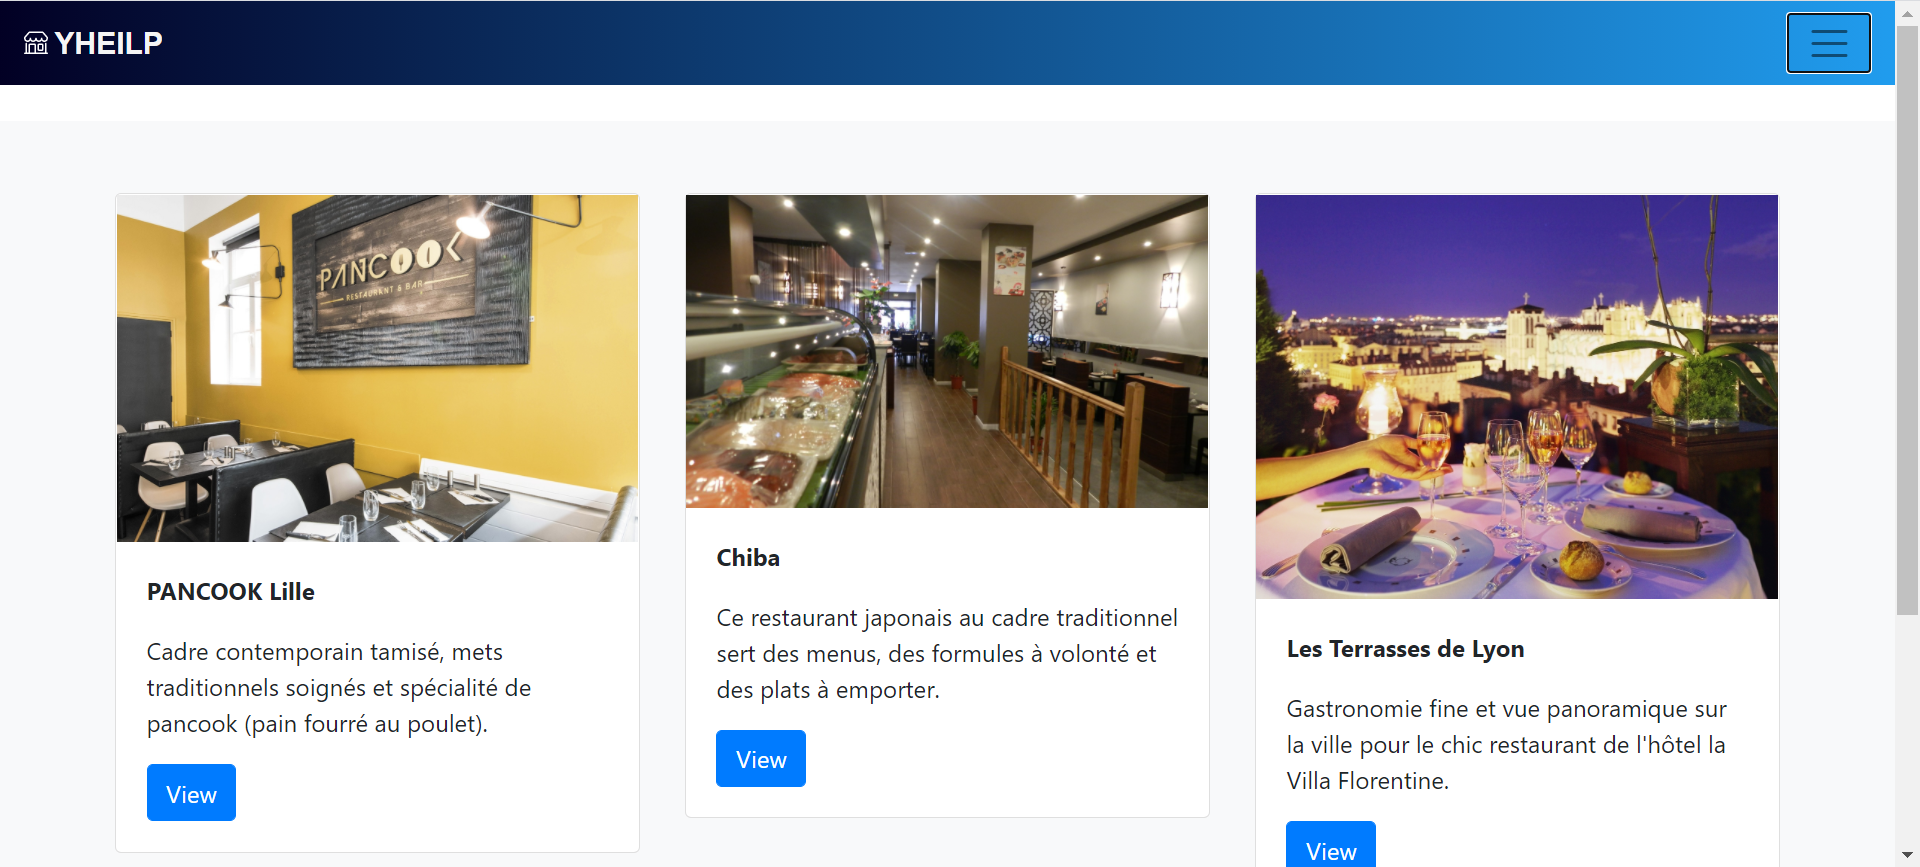 YHEILP
PANCOOK
RESTAURANT & BAR
PANCOOK Lille
Cadre contemporain tamisé, mets
traditionnels soignés et spécialité de
pancook (pain fourré au poulet).
View
Chiba
Ce restaurant japonais au cadre traditionnel
sert des menus, des formules à volonté et
des plats à emporter.
View
Les Terrasses de Lyon
Gastronomie fine et vue panoramique sur
la ville pour le chic restaurant de l'hôtel la
Villa Florentine.
View